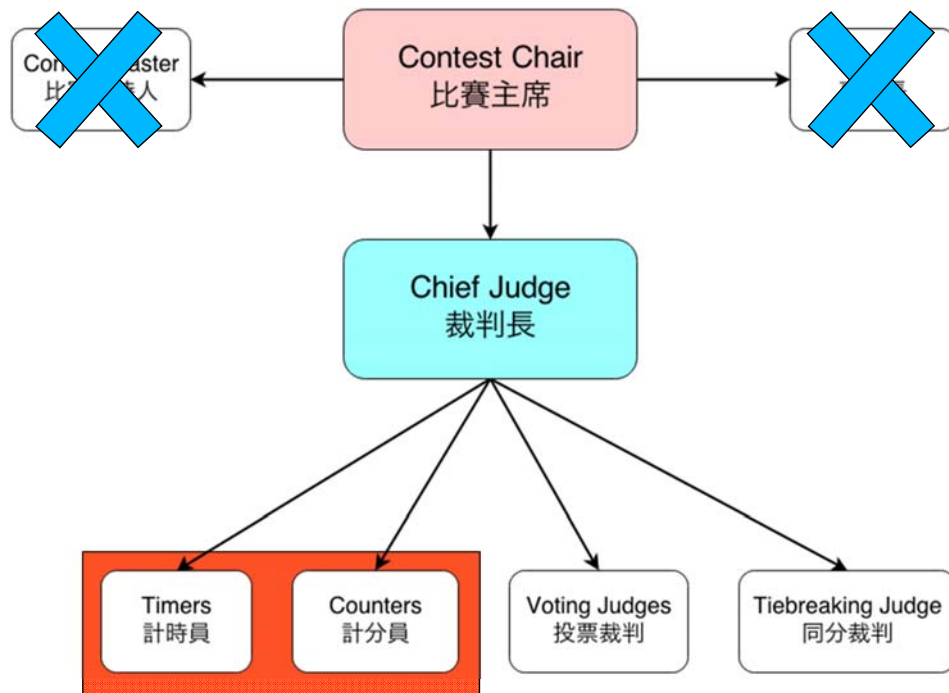 Contest Chair
比賽主席
Chief Judge
裁判長
Timers
計時員
Counters
計分員
Voting Judges
投票裁判
Tiebreaking Judge
同分裁判